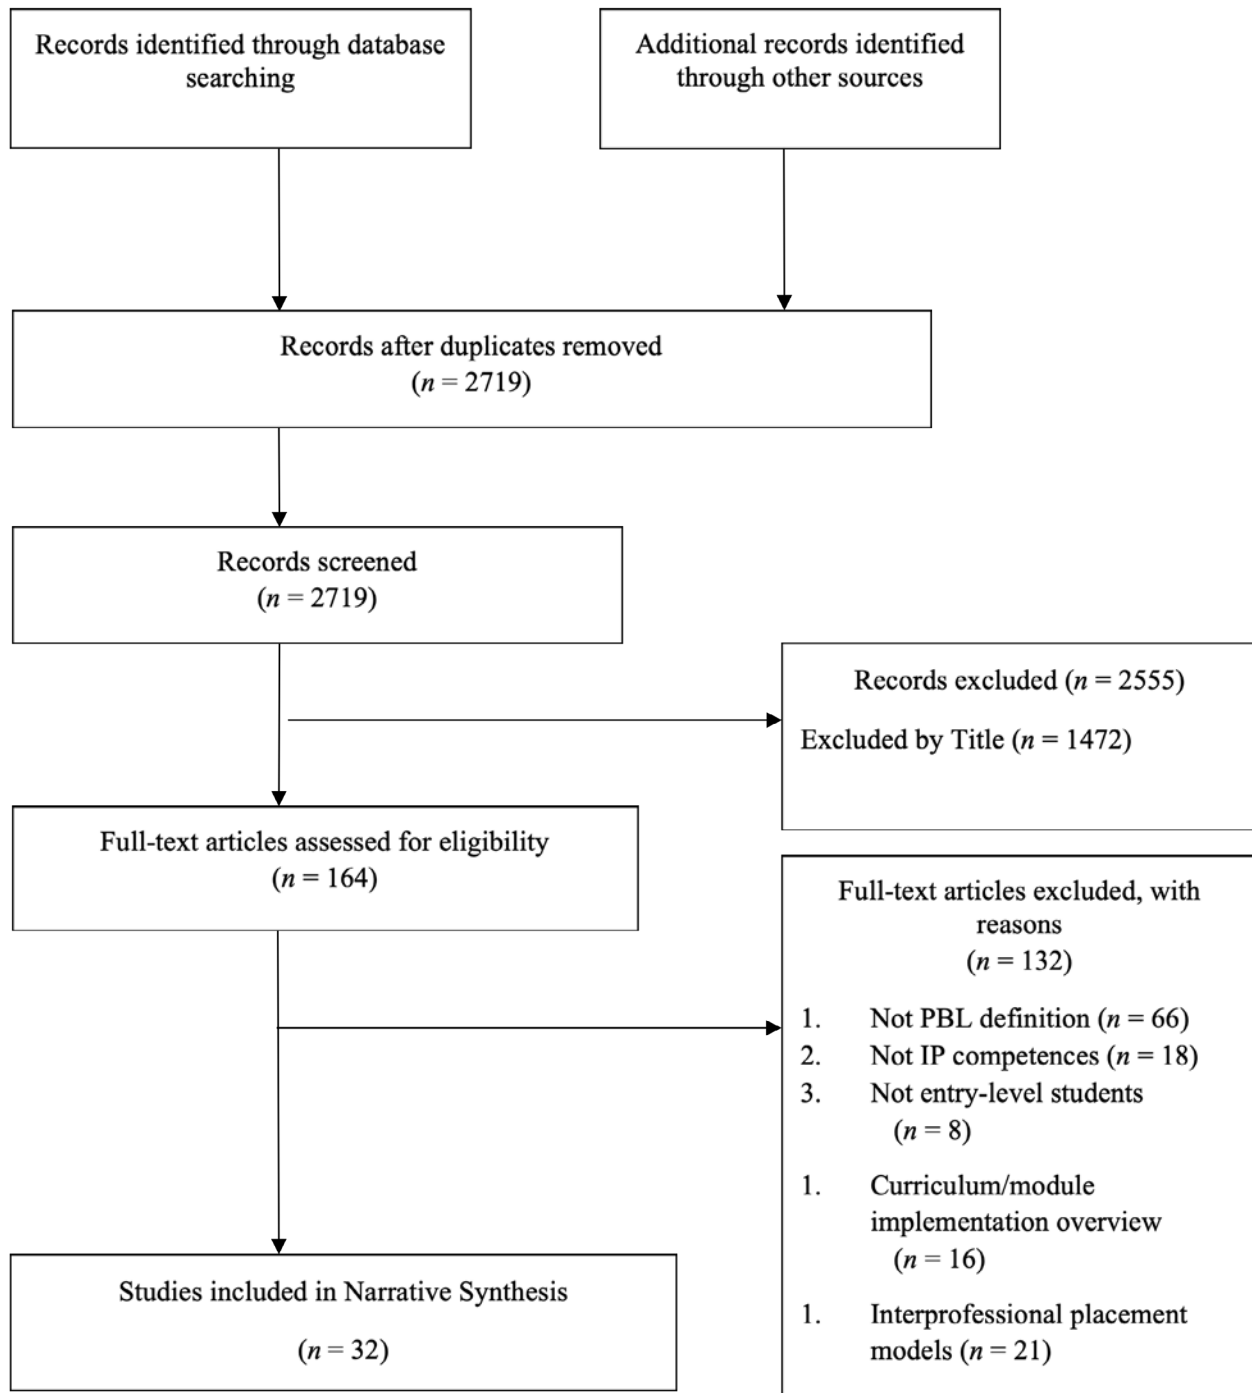 Records identified through database
searching
Additional records identified
through other sources
Records after duplicates removed
(n = 2719)
Records screened
(n = 2719)
Records excluded (n = 2555)
Excluded by Title (n = 1472)
Full-text articles assessed for eligibility
(n = 164)
Full-text articles excluded, with
reasons
(n = 132)
1. Not PBL definition (n = 66)
2. Not IP competences (n = 18)
3. Not entry-level students
(n = 8)
1. Curriculum/module
implementation overview
(n = 16)
1. Interprofessional placement
models (n = 21)
Studies included in Narrative Synthesis
(n = 32)